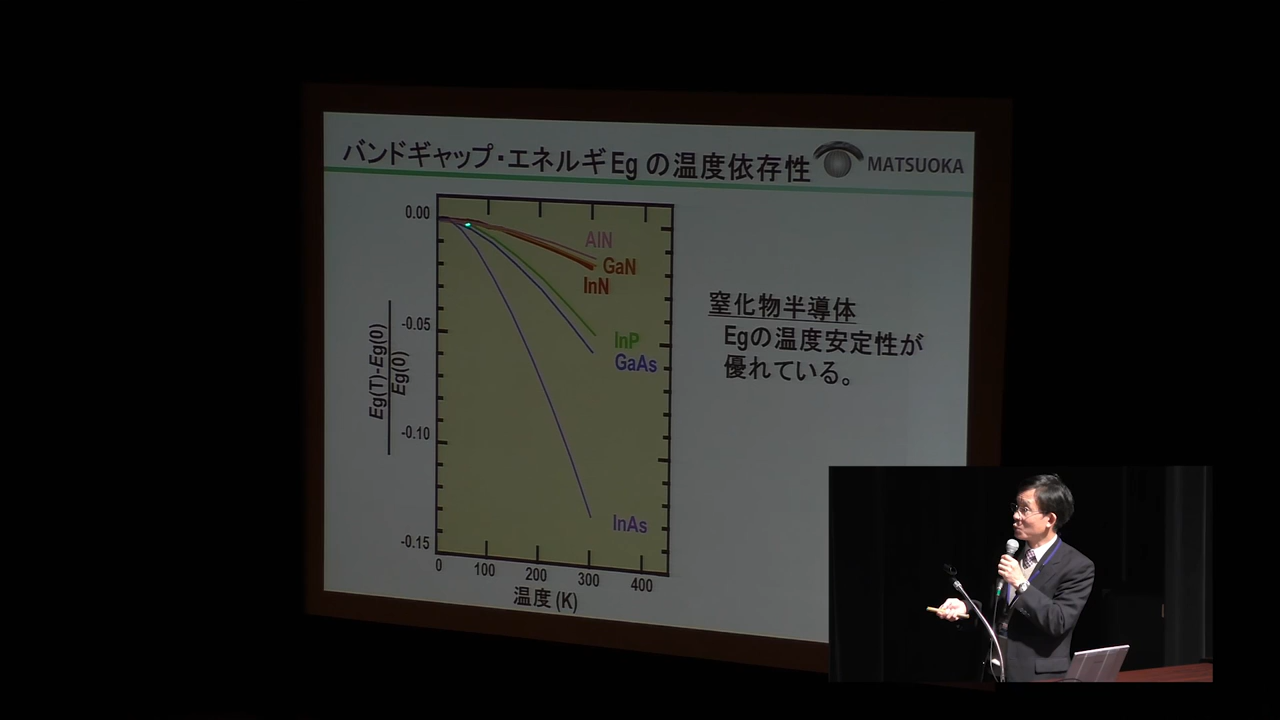 バンドギャップ・エネルギEg の温度依存性
MATSUOKA
0.00
-0.05
-0.10
-0.15
Eg(T)-Eg(0)
Eg(0)
AlN
GaN
InN
InP
GaAs
InAs
0 100 200 300 400
温度(K)
窒化物半導体
Egの温度安定性が
優れている。